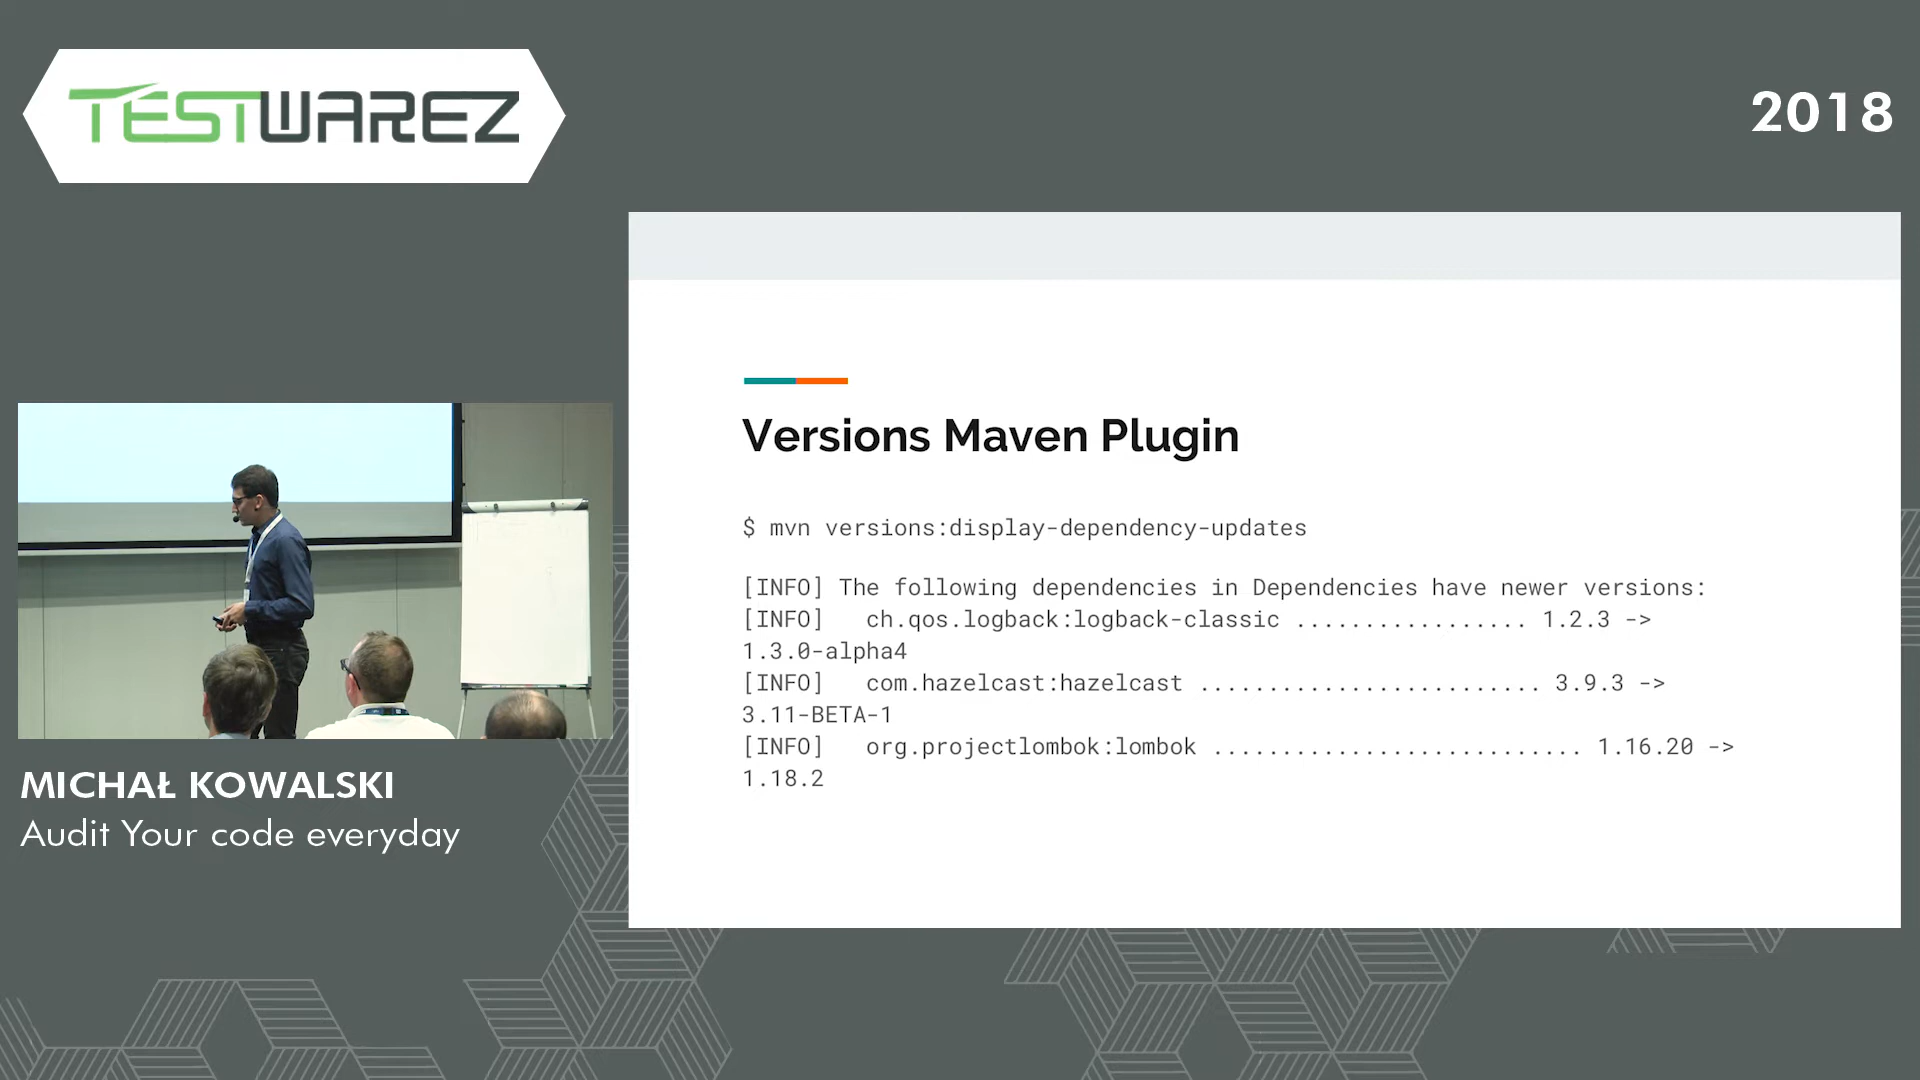 TESTWAREZ
2018
Versions Maven Plugin
$ mvn versions:display-dependency-updates
[INFO] The following dependencies in Dependencies have newer versions:
[INFO]   ch.qos.logback:logback-classic ................. 1.2.3 ->
1.3.0-alpha4
[INFO]   com.hazelcast:hazelcast ......................... 3.9.3 ->
3.11-BETA-1
[INFO]   org.projectlombok:lombok ........................... 1.16.20 ->
1.18.2
MICHAŁ KOWALSKI
Audit Your code everyday